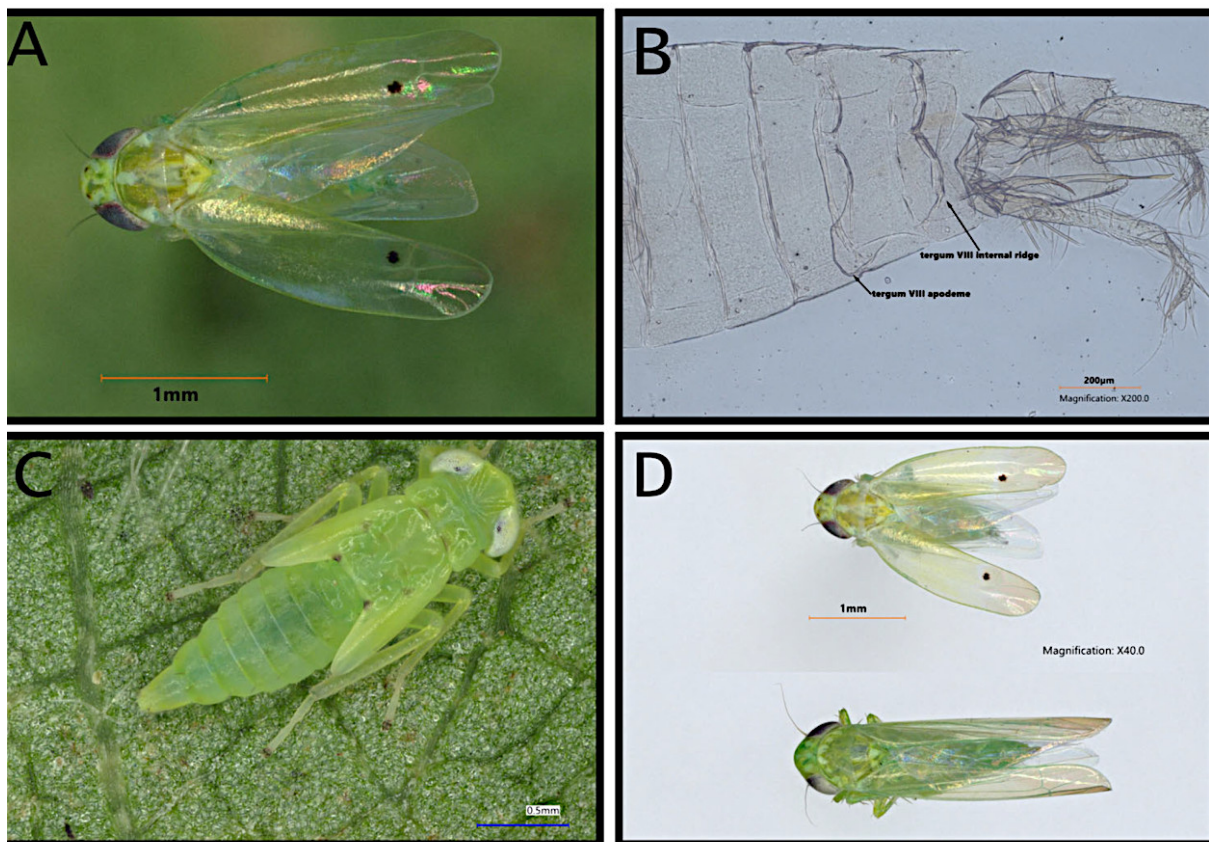 A
1mm
B
tergum VIII internal ridge
tergum VIII apodeme
200µm
Magnification: X200.0
C
0.5mm
D
1mm
Magnification: X40.0